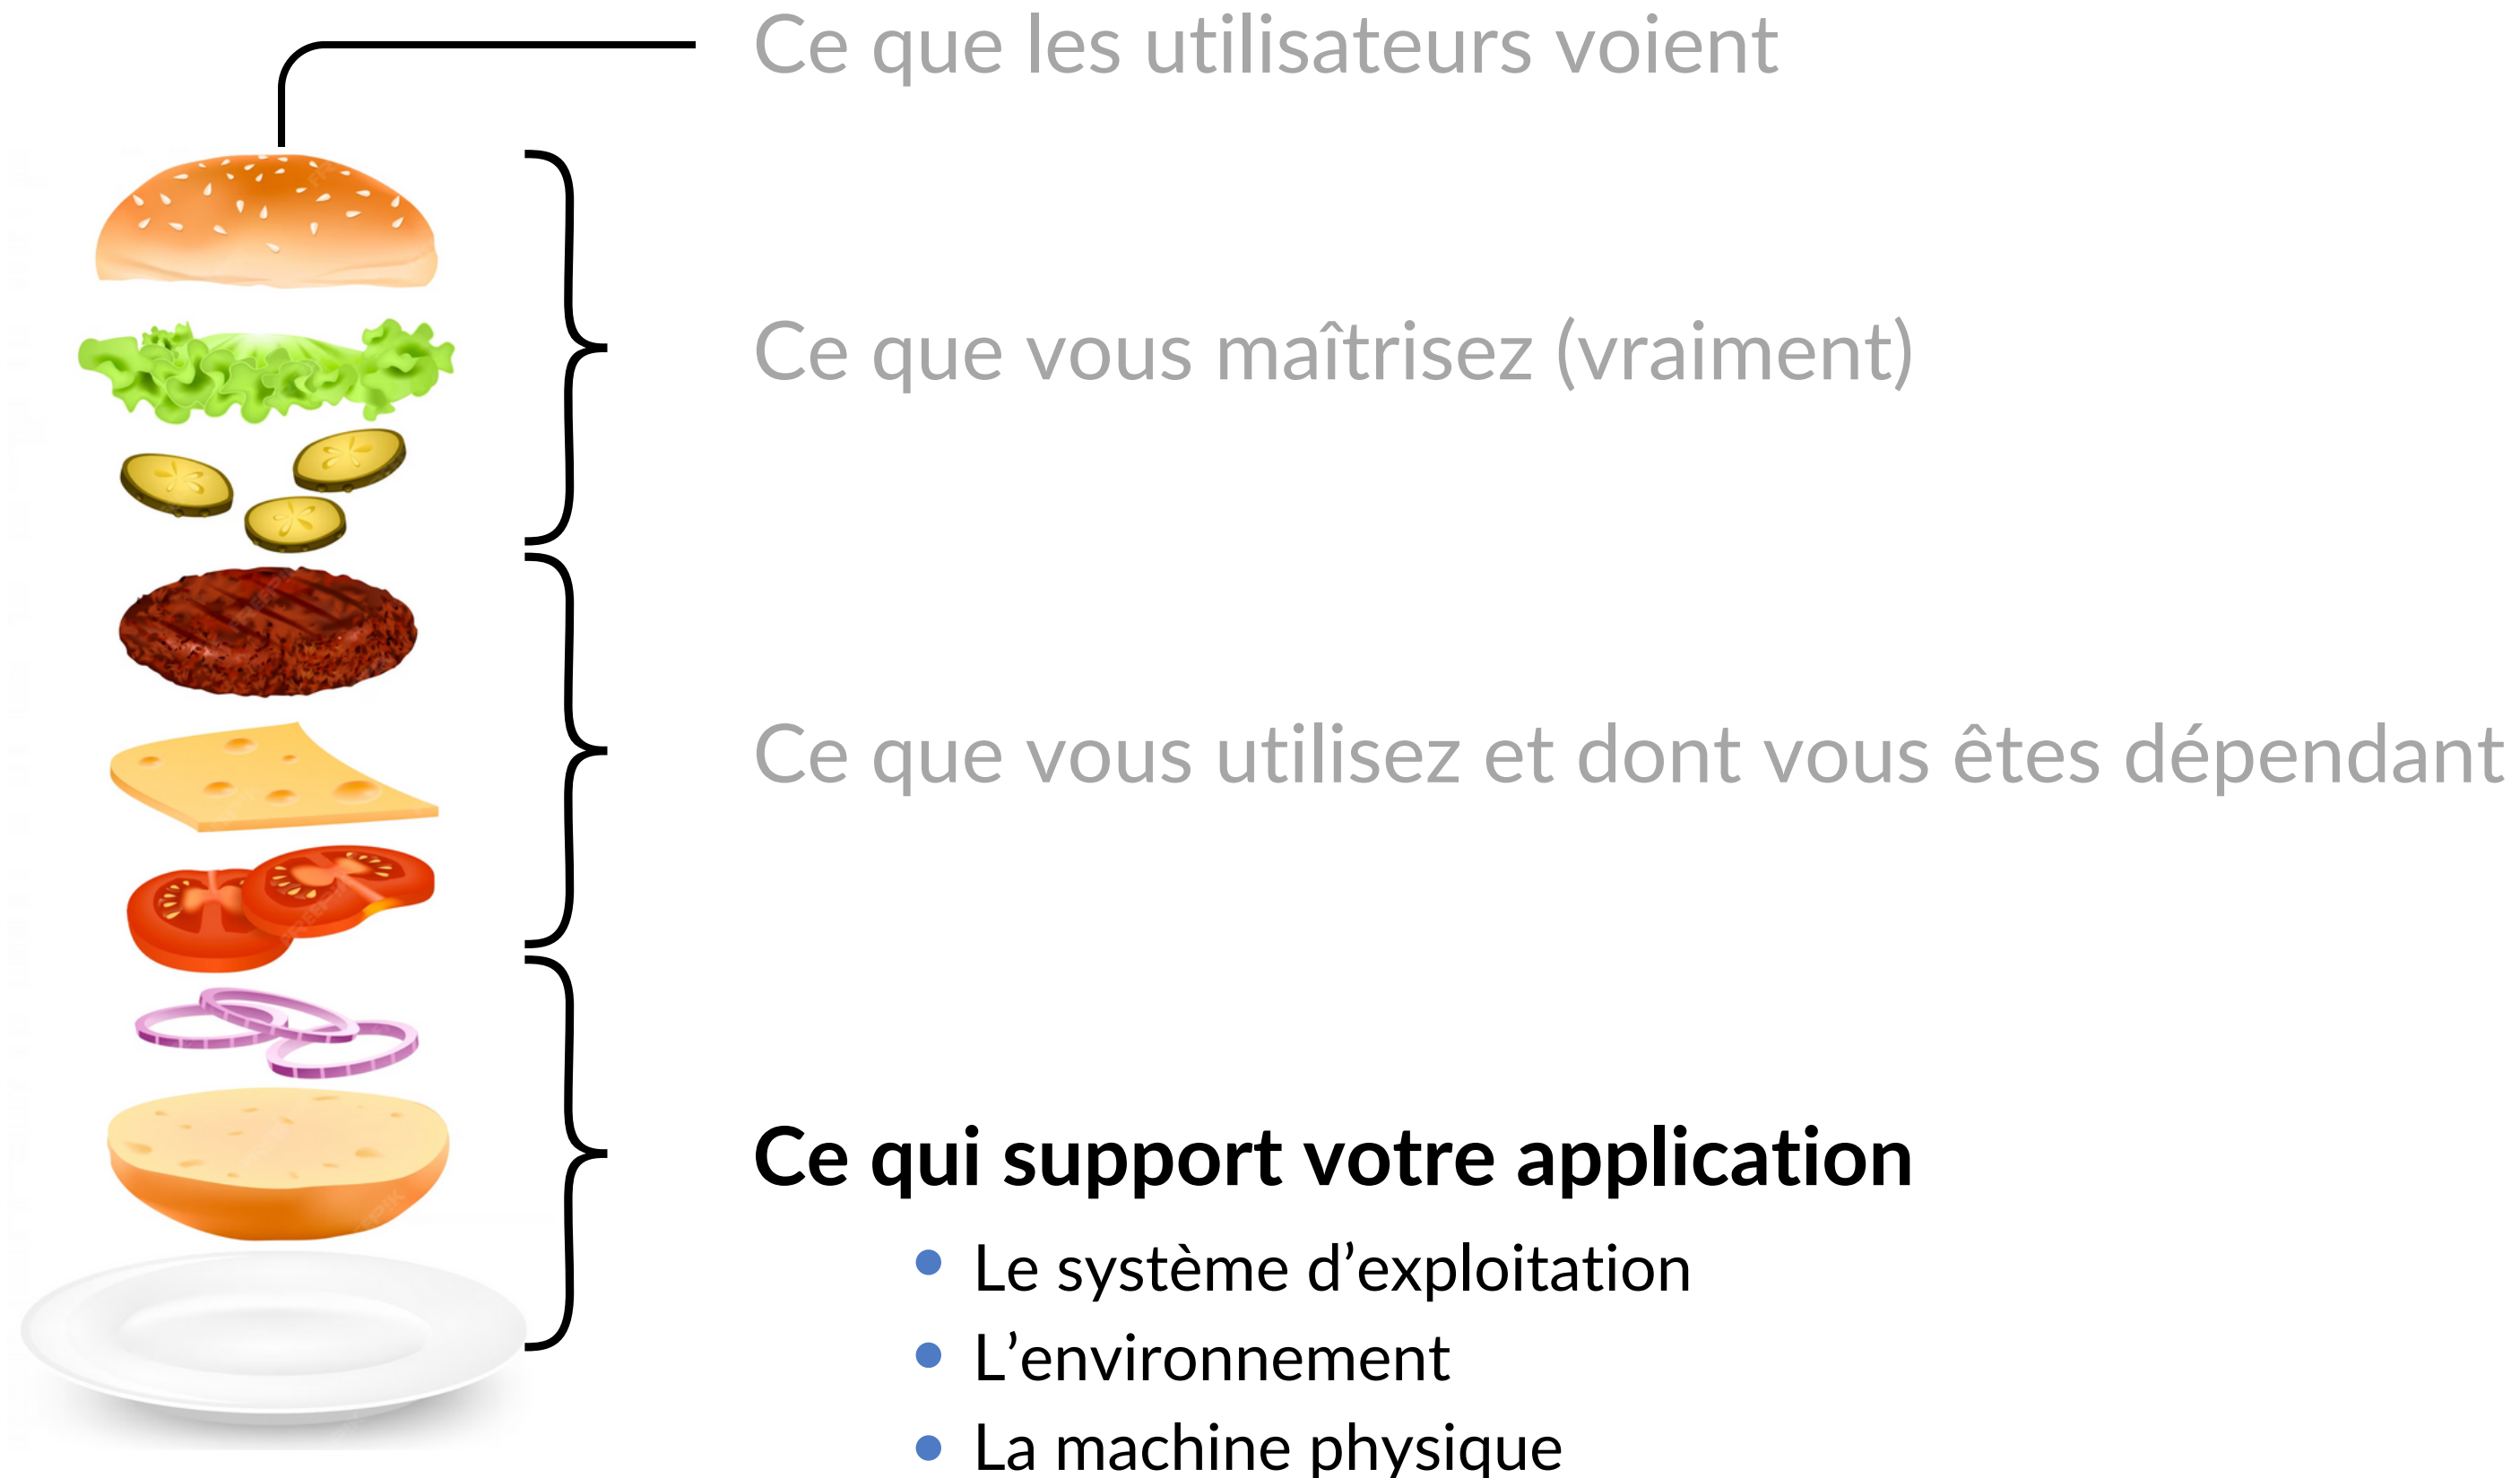 Ce que les utilisateurs voient
Ce que vous maîtrisez (vraiment)
Ce que vous utilisez et dont vous êtes dépendant
Ce qui support votre application
Le système d’exploitation
L’environnement
La machine physique